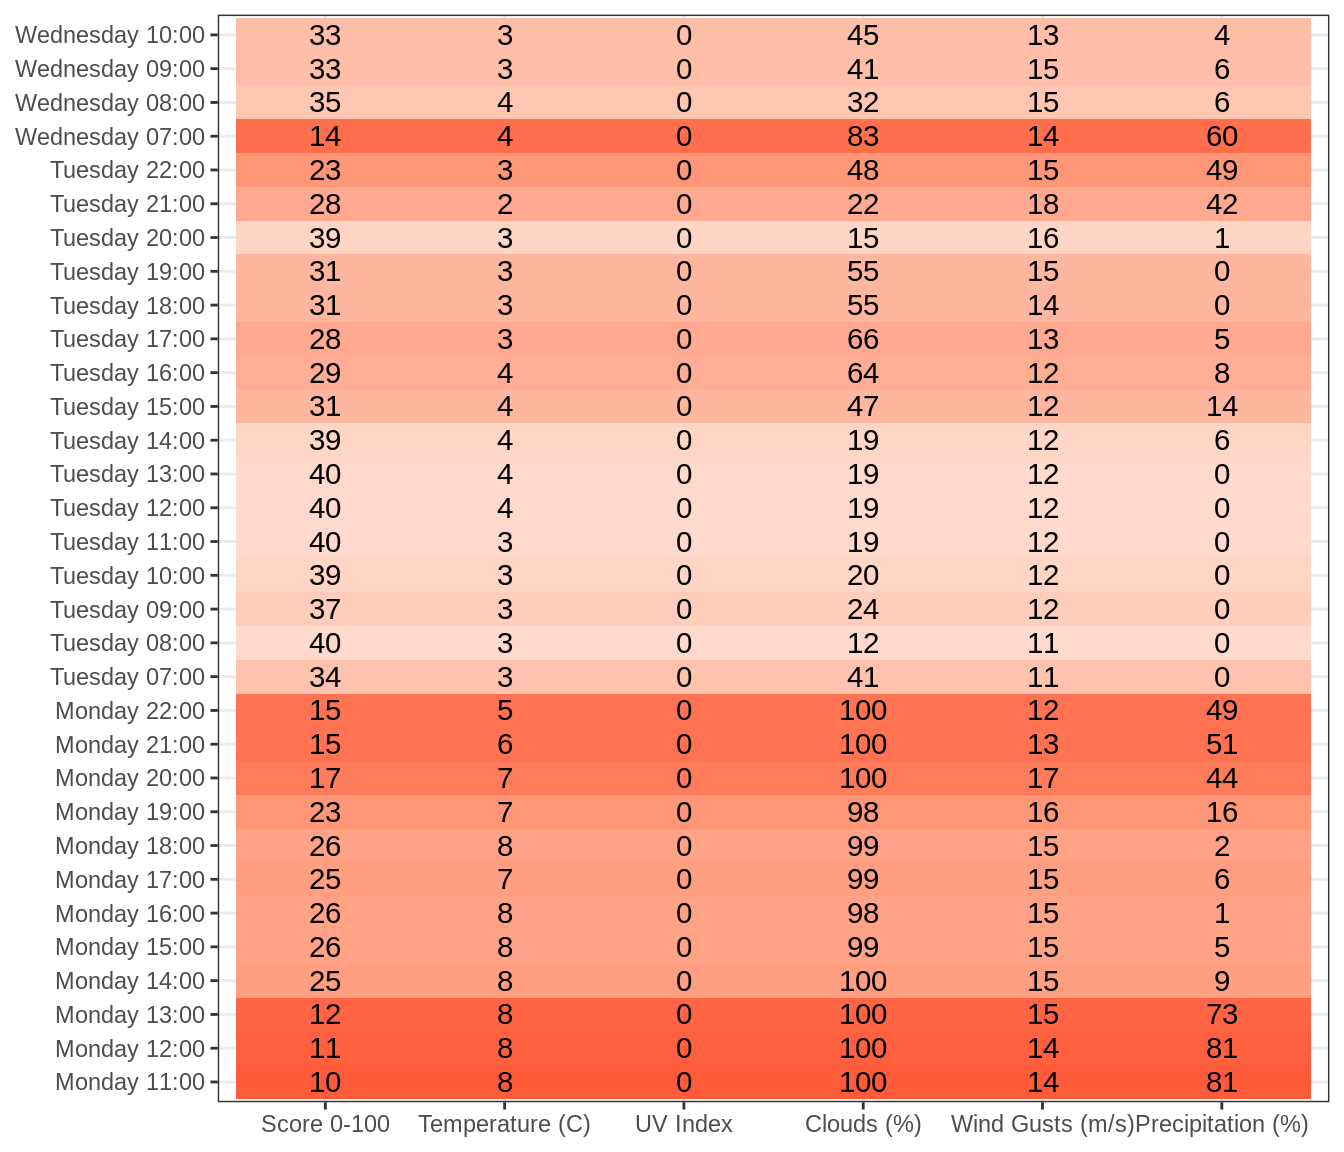 Wednesday 10:00 33 3 0 45 13 4
Wednesday 09:00 33 3 0 41 15 6
Wednesday 08:00 35 4 0 32 15 6
Wednesday 07:00 14 4 0 83 14 60
Tuesday 22:00 23 3 0 48 15 49
Tuesday 21:00 28 2 0 22 18 42
Tuesday 20:00 39 3 0 15 16 1
Tuesday 19:00 31 3 0 55 15 0
Tuesday 18:00 31 3 0 55 14 0
Tuesday 17:00 28 3 0 66 13 5
Tuesday 16:00 29 4 0 64 12 8
Tuesday 15:00 31 4 0 47 12 14
Tuesday 14:00 39 4 0 19 12 6
Tuesday 13:00 40 4 0 19 12 0
Tuesday 12:00 40 4 0 19 12 0
Tuesday 11:00 40 3 0 19 12 0
Tuesday 10:00 39 3 0 20 12 0
Tuesday 09:00 37 3 0 24 12 0
Tuesday 08:00 40 3 0 12 11 0
Tuesday 07:00 34 3 0 41 11 0
Monday 22:00 15 5 0 100 12 49
Monday 21:00 15 6 0 100 13 51
Monday 20:00 17 7 0 100 17 44
Monday 19:00 23 7 0 98 16 16
Monday 18:00 26 8 0 99 15 2
Monday 17:00 25 7 0 99 15 6
Monday 16:00 26 8 0 98 15 1
Monday 15:00 26 8 0 99 15 5
Monday 14:00 25 8 0 100 15 9
Monday 13:00 12 8 0 100 15 73
Monday 12:00 11 8 0 100 14 81
Monday 11:00 10 8 0 100 14 81
Score 0-100 Temperature (C) UV Index Clouds (%) Wind Gusts (m/s) Precipitation (%)